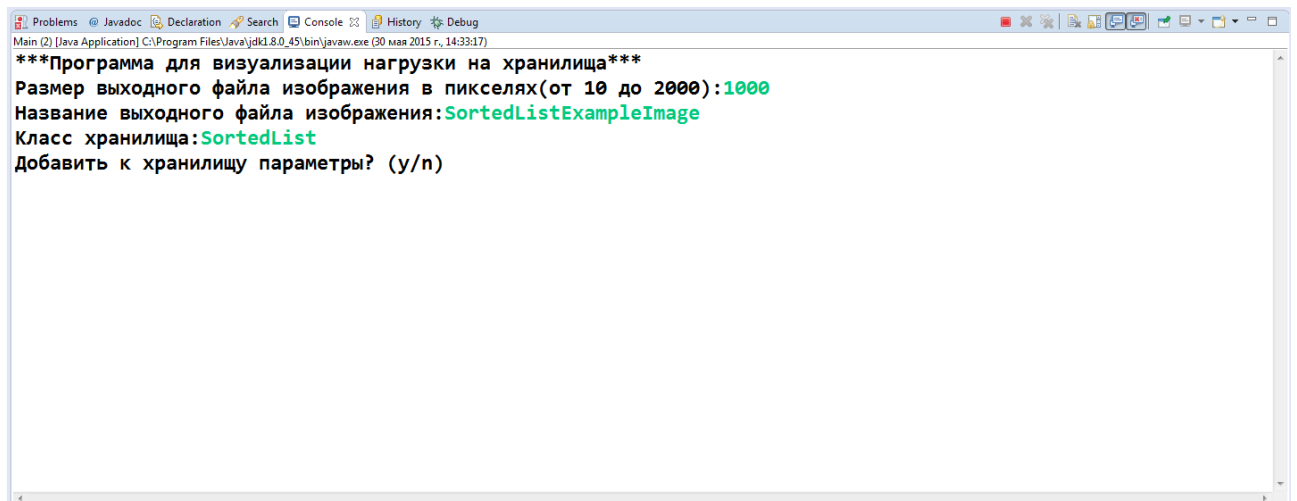 Problems @ Javadoc Declaration Search Console History Debug
Main (2) [Java Application] C:\Program Files\Java\jdk1.8.0_45\bin\javaw.exe (30 мая 2015 г., 14:33:17)
***Программа для визуализации нагрузки на хранилища***
Размер выходного файла изображения в пикселях(от 10 до 2000):1000
Название выходного файла изображения:SortedListExampleImage
Класс хранилища:SortedList
Добавить к хранилищу параметры? (y/n)